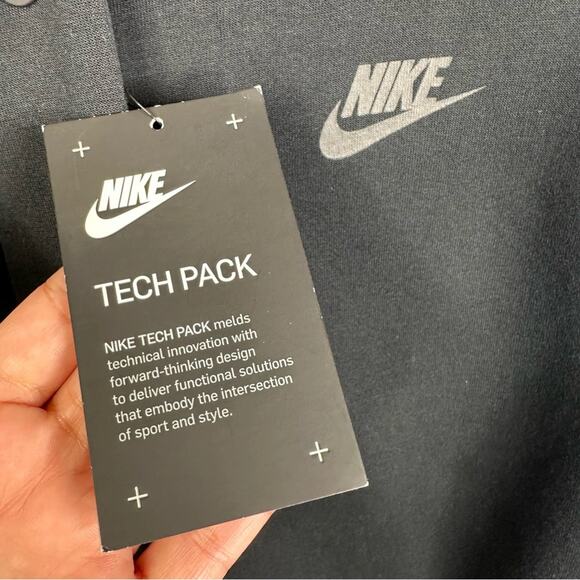 NIKE
NIKE
TECH PACK
NIKE TECH PACK melds
technical innovation with
forward-thinking design
to deliver functional solutions
that embody the intersection
of sport and style.